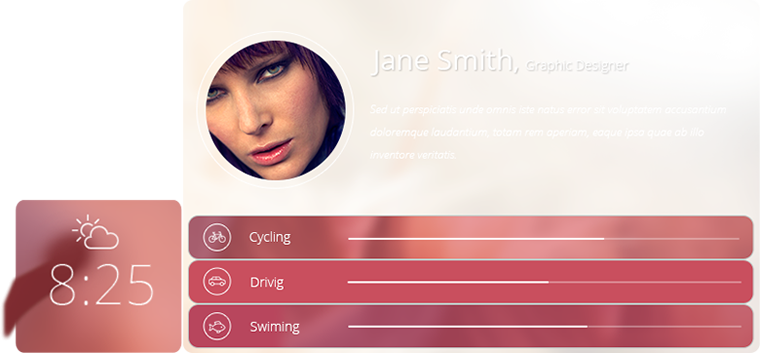 Jane Smith, Graphic Designer
Sed ut perspiciatis unde omnis iste natus error sit voluptatem accusantium
doloremque laudantium, totam rem aperiam, eaque ipsa quae ab illo
inventore veritatis.
Cycling
8:25
Drivig
Swiming